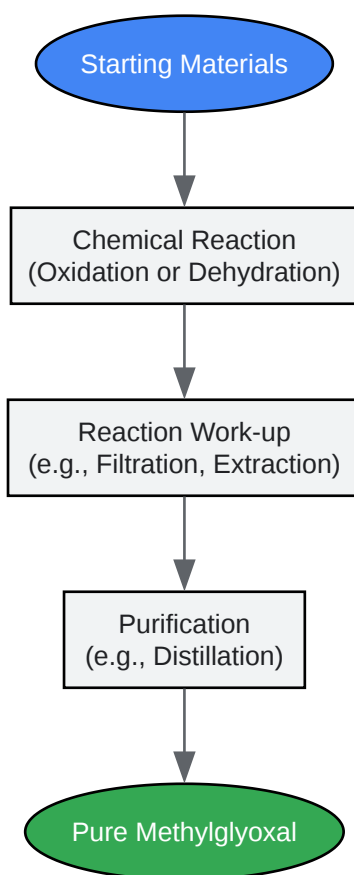 Starting Materials
Chemical Reaction
(Oxidation or Dehydration)
Reaction Work-up
(e.g., Filtration, Extraction)
Purification
(e.g., Distillation)
Pure Methylglyoxal